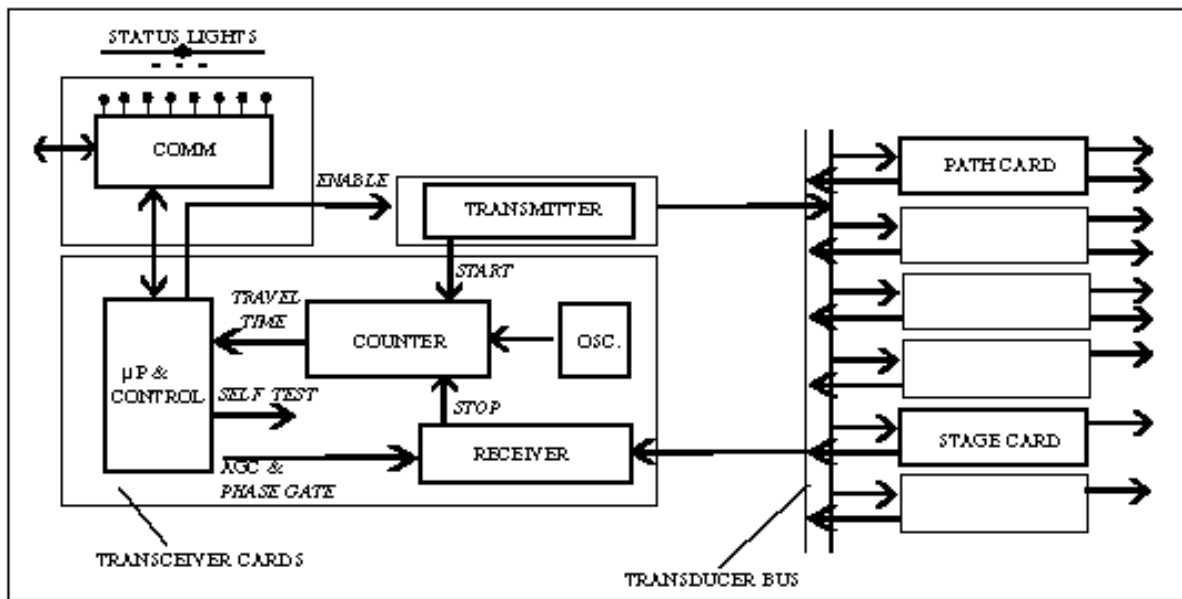 STATUS LIGHTS
COMM
ENABLE
TRANSMITTER
PATH CARD
START
TRAVEL
TIME
COUNTER
OSC.
µP &
CONTROL
SELF TEST
STOP
RECEIVER
STAGE CARD
AGC &
PHASE GATE
TRANSCEIVER CARDS
TRANSDUCER BUS